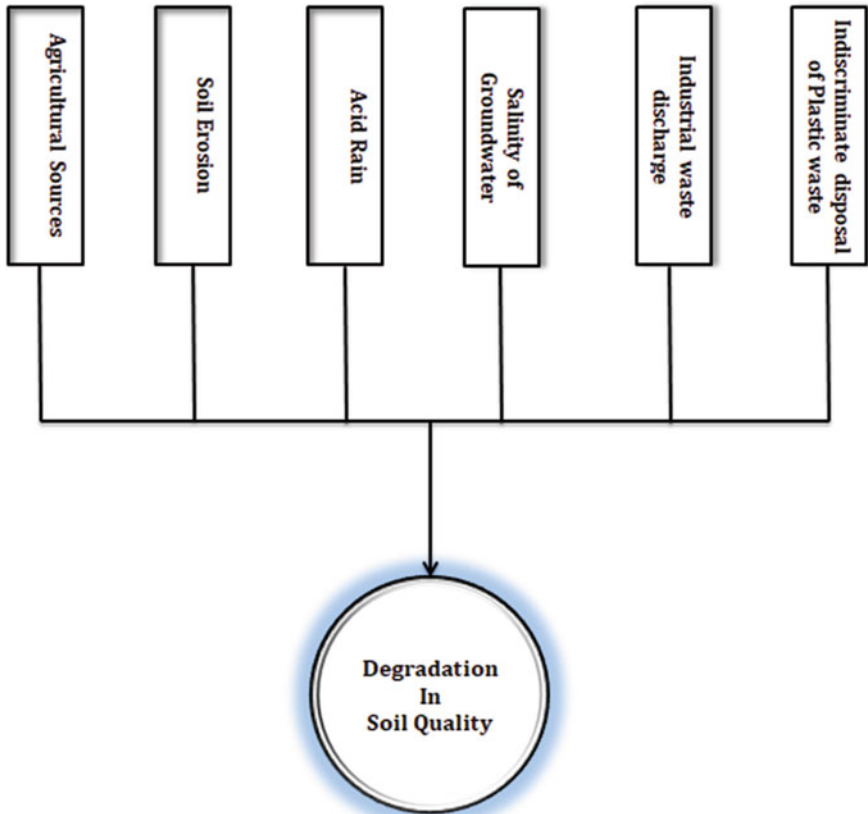 Agricultural Sources
Soil Erosion
Acid Rain
Salinity of
Groundwater
Industrial waste
discharge
Indiscriminate disposal
of Plastic waste
Degradation
In
Soil Quality